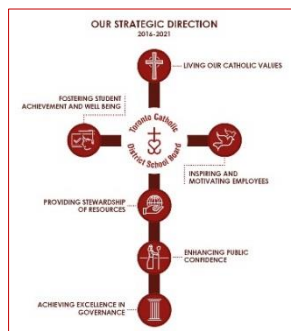 OUR STRATEGIC DIRECTION
2016-2021
LIVING OUR CATHOLIC VALUES
FOSTERING STUDENT
ACHIEVEMENT AND WELL BEING
Toronto Catholic
District School Board
INSPIRING AND
MOTIVATING EMPLOYEES
PROVIDING STEWARDSHIP
OF RESOURCES
ENHANCING PUBLIC
CONFIDENCE
ACHIEVING EXCELLENCE IN
GOVERNANCE